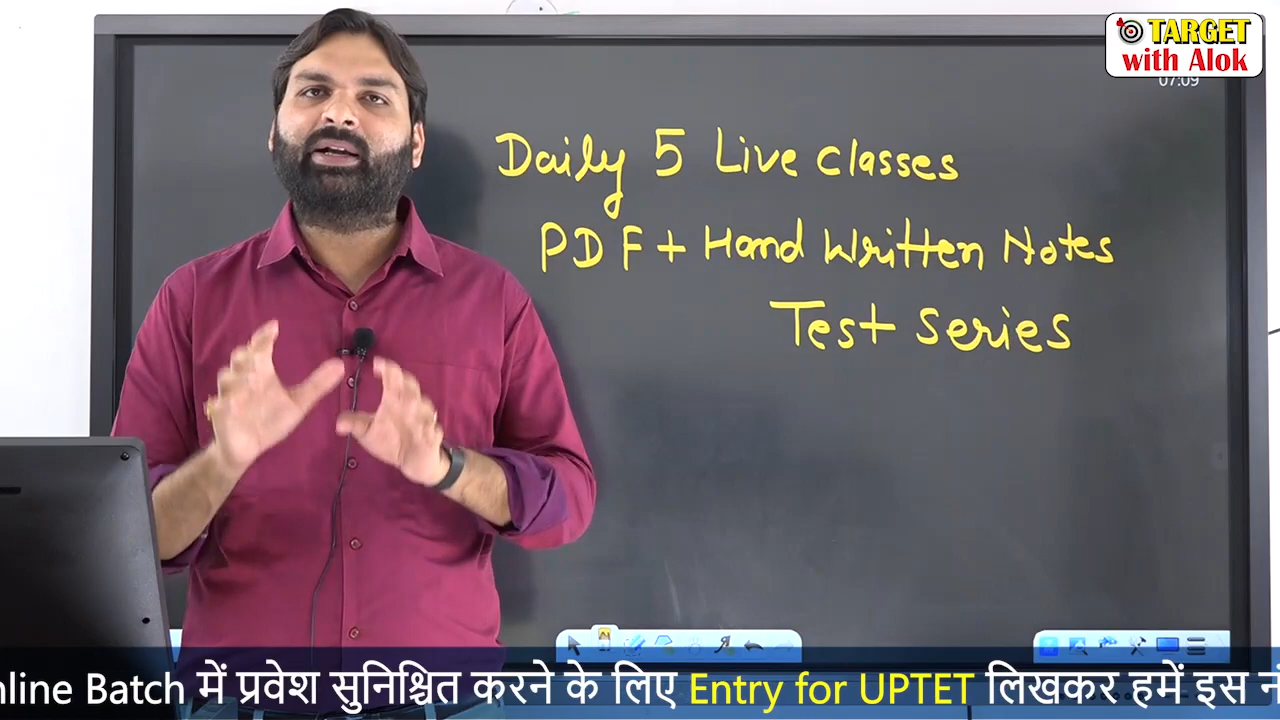 TARGET
with Alok
07:09
Daily 5 Live classes
PDF + Hand Written Notes
Test Series
Batch में प्रवेश सुनिश्चित करने के लिए Entry for UPTET लिखकर हमें इस